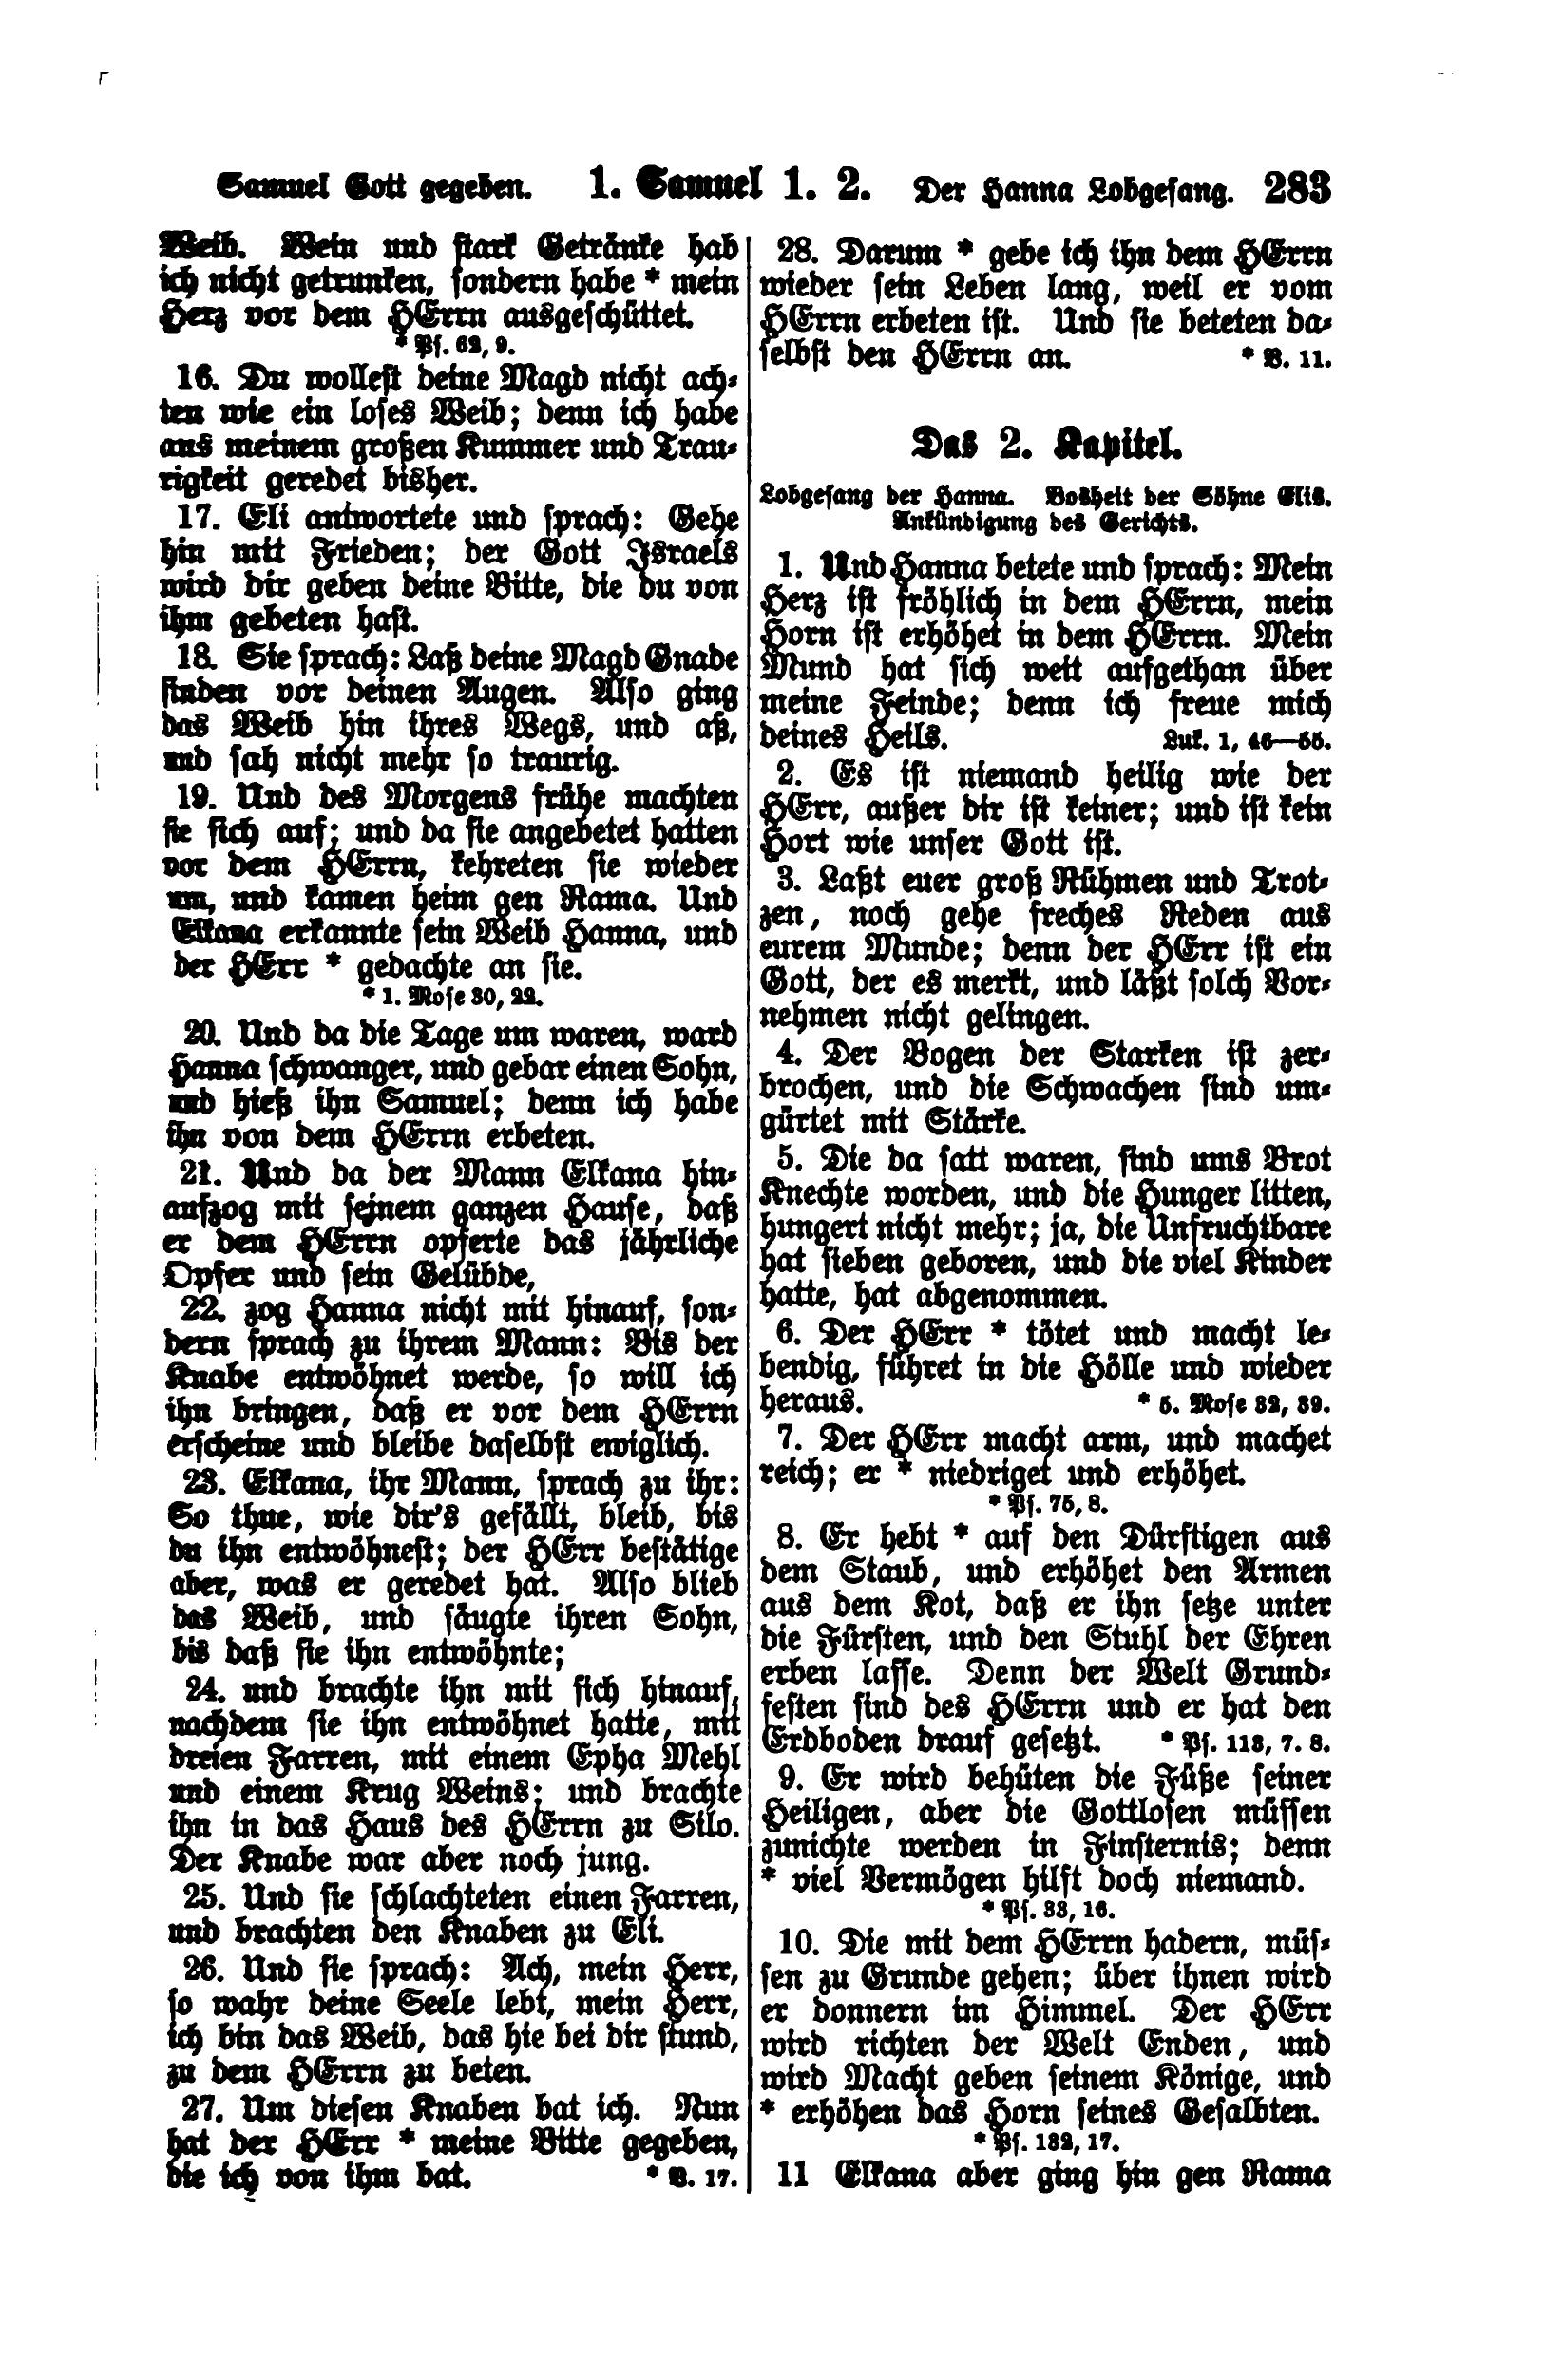 Samuel Gott gegeben. 1. Samuel 1. 2. Der Hanna Lobgesang. 283
Weib. Wein und stark Getränke hab
ich nicht getrunken, sondern habe * mein
Herz vor dem HErrn ausgeschüttet.
* Ps. 62, 9.
16. Du wollest deine Magd nicht ach-
ten wie ein loses Weib; denn ich habe
aus meinem großen Kummer und Trau-
rigkeit geredet bisher.
17. Eli antwortete und sprach: Gehe
hin mit Frieden; der Gott Israels
wird dir geben deine Bitte, die du von
ihm gebeten hast.
18. Sie sprach: Laß deine Magd Gnade
finden vor deinen Augen. Also ging
das Weib hin ihres Wegs, und aß,
und sah nicht mehr so traurig.
19. Und des Morgens frühe machten
sie sich auf; und da sie angebetet hatten
vor dem HErrn, kehreten sie wieder
um, und kamen heim gen Rama. Und
Elkana erkannte sein Weib Hanna, und
der HErr * gedachte an sie.
* 1. Mose 30, 22.
20. Und da die Tage um waren, ward
Hanna schwanger, und gebar einen Sohn,
und hieß ihn Samuel; denn ich habe
ihn von dem HErrn erbeten.
21. Und da der Mann Elkana hin-
aufzog mit seinem ganzen Hause, daß
er dem HErrn opferte das jährliche
Opfer und sein Gelübde,
22. zog Hanna nicht mit hinauf, son-
dern sprach zu ihrem Mann: Bis der
Knabe entwöhnet werde, so will ich
ihn bringen, daß er vor dem HErrn
erscheine und bleibe daselbst ewiglich.
23. Elkana, ihr Mann, sprach zu ihr:
So thue, wie dir's gefällt, bleib, bis
du ihn entwöhnest; der HErr bestätige
aber, was er geredet hat. Also blieb
das Weib, und säugte ihren Sohn,
bis daß sie ihn entwöhnte;
24. und brachte ihn mit sich hinauf,
nachdem sie ihn entwöhnet hatte, mit
dreien Farren, mit einem Epha Mehl
und einem Krug Weins; und brachte
ihn in das Haus des HErrn zu Silo.
Der Knabe war aber noch jung.
25. Und sie schlachteten einen Farren,
und brachten den Knaben zu Eli.
26. Und sie sprach: Ach, mein Herr,
so wahr deine Seele lebt, mein Herr,
ich bin das Weib, das hie bei dir stund,
zu dem HErrn zu beten.
27. Um diesen Knaben bat ich. Nun
hat der HErr * meine Bitte gegeben,
die ich von ihm bat. * V. 17.
28. Darum * gebe ich ihn dem HErrn
wieder sein Leben lang, weil er vom
HErrn erbeten ist. Und sie beteten da-
selbst den HErrn an. * V. 11.
Das 2. Kapitel.
Lobgesang der Hanna. Bosheit der Söhne Elis.
Ankündigung des Gerichts.
1. Und Hanna betete und sprach: Mein
Herz ist fröhlich in dem HErrn, mein
Horn ist erhöhet in dem HErrn. Mein
Mund hat sich weit aufgethan über
meine Feinde; denn ich freue mich
deines Heils. Luk. 1, 46—55.
2. Es ist niemand heilig wie der
HErr, außer dir ist keiner; und ist kein
Hort wie unser Gott ist.
3. Laßt euer groß Rühmen und Trot-
zen, noch gehe freches Reden aus
eurem Munde; denn der HErr ist ein
Gott, der es merkt, und läßt solch Vor-
nehmen nicht gelingen.
4. Der Bogen der Starken ist zer-
brochen, und die Schwachen sind um-
gürtet mit Stärke.
5. Die da satt waren, sind ums Brot
Knechte worden, und die Hunger litten,
hungert nicht mehr; ja, die Unfruchtbare
hat sieben geboren, und die viel Kinder
hatte, hat abgenommen.
6. Der HErr * tötet und macht le-
bendig, führet in die Hölle und wieder
heraus. * 5. Mose 32, 39.
7. Der HErr macht arm, und machet
reich; er * niedriget und erhöhet.
* Ps. 75, 8.
8. Er hebt * auf den Dürftigen aus
dem Staub, und erhöhet den Armen
aus dem Kot, daß er ihn setze unter
die Fürsten, und den Stuhl der Ehren
erben lasse. Denn der Welt Grund-
festen sind des HErrn und er hat den
Erdboden drauf gesetzt. * Ps. 113, 7. 8.
9. Er wird behüten die Füße seiner
Heiligen, aber die Gottlosen müssen
zunichte werden in Finsternis; denn
* viel Vermögen hilft doch niemand.
* Ps. 33, 16.
10. Die mit dem HErrn hadern, müs-
sen zu Grunde gehen; über ihnen wird
er donnern im Himmel. Der HErr
wird richten der Welt Enden, und
wird Macht geben seinem Könige, und
* erhöhen das Horn seines Gesalbten.
* Ps. 132, 17.
11 Elkana aber ging hin gen Rama